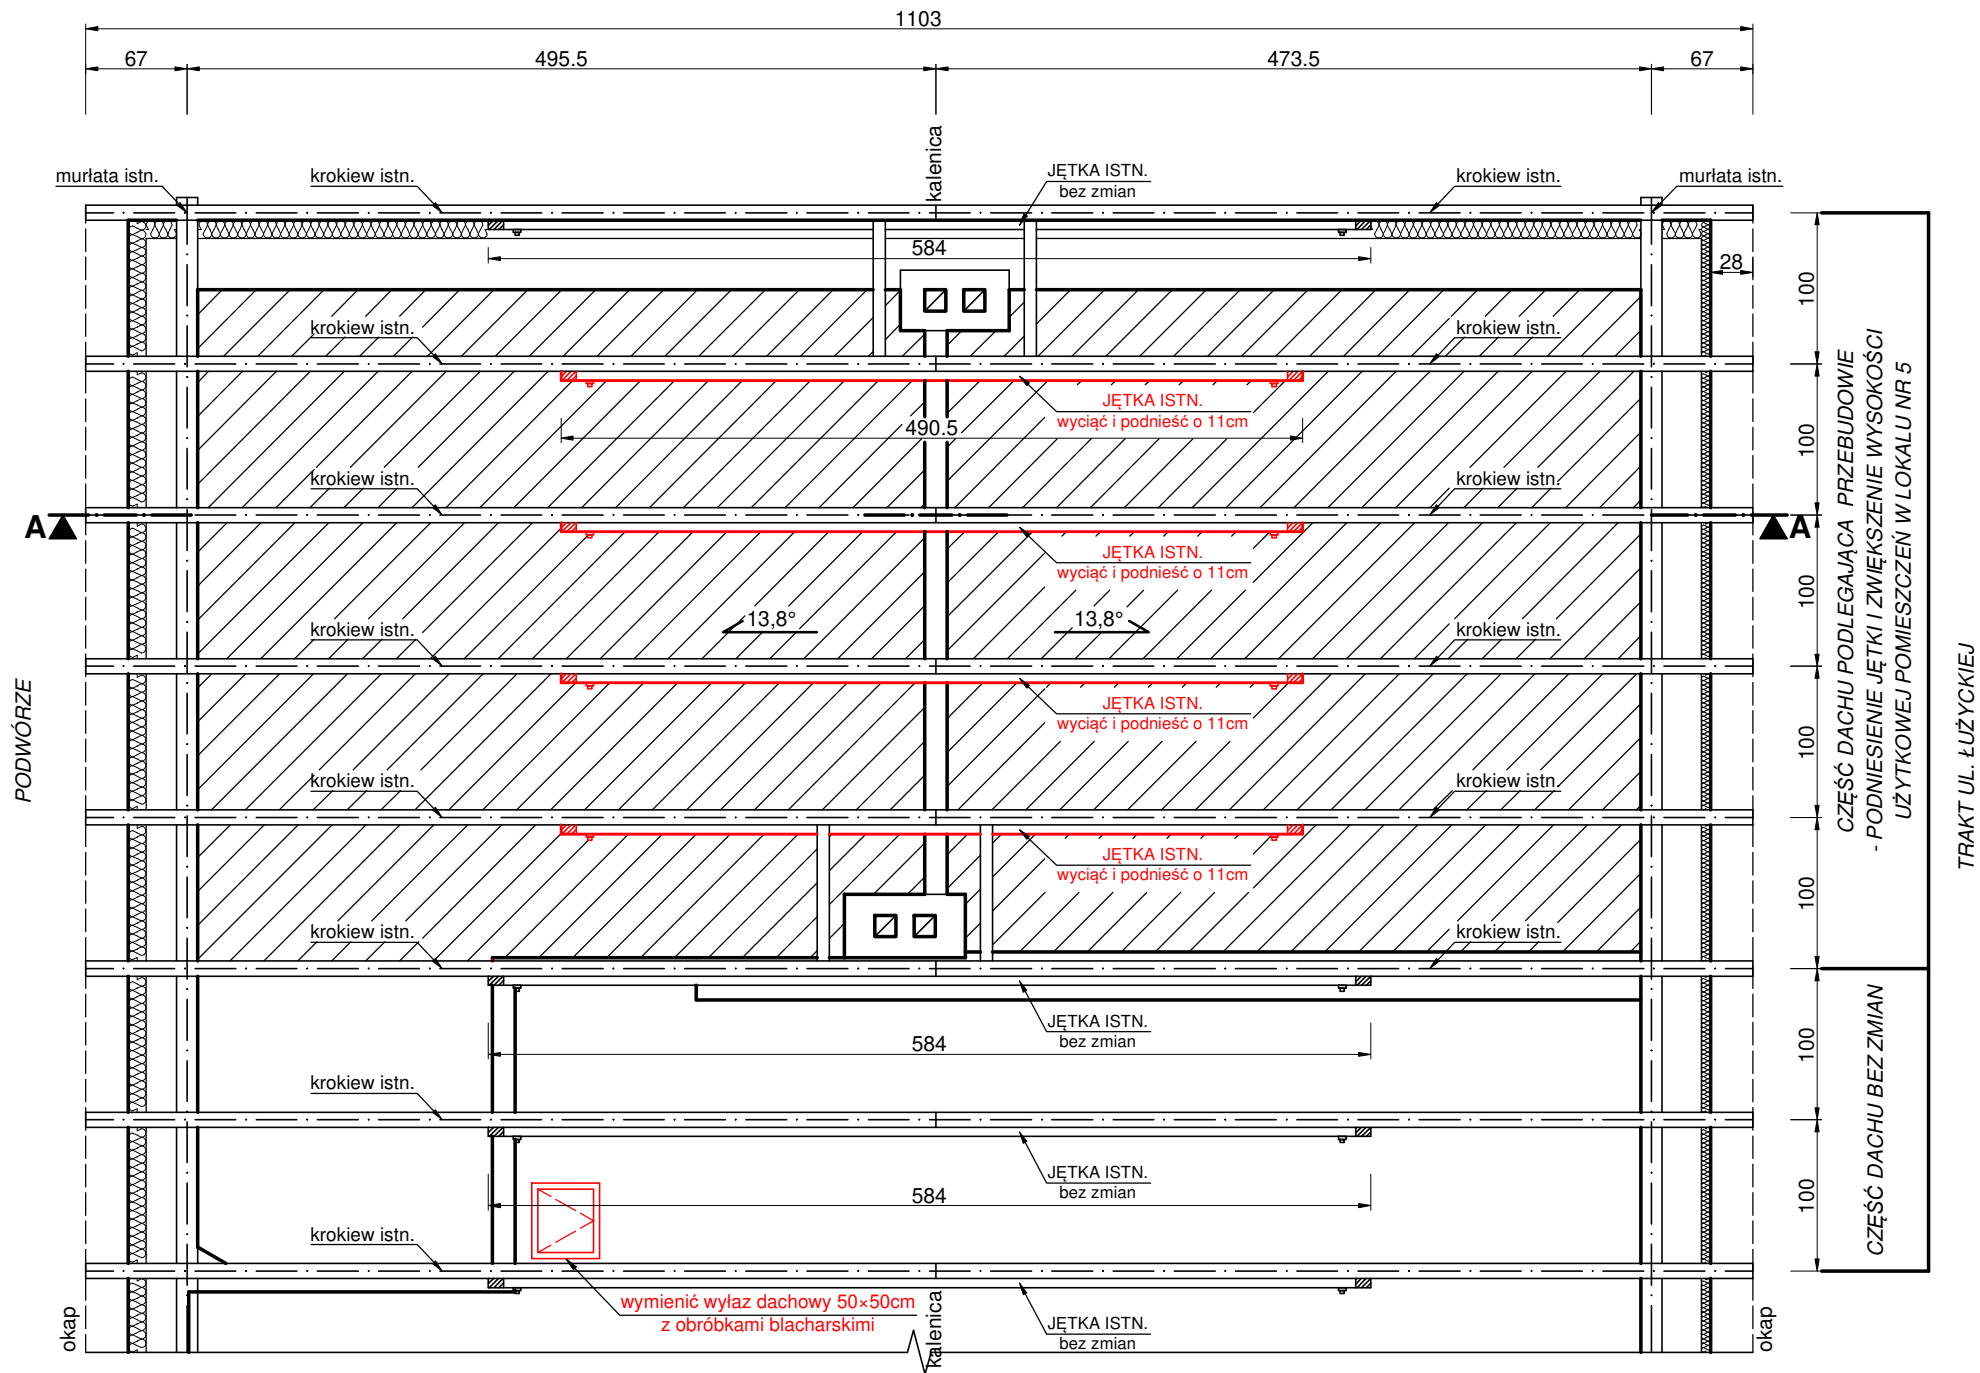 1103
67
495.5
473.5
67
kalenica
murłata istn.
krokiew istn.
JĘTKA ISTN.
bez zmian
krokiew istn.
murłata istn.
584
28
100
krokiew istn.
krokiew istn.
JĘTKA ISTN.
wyciąć i podnieść o 11cm
490.5
100
krokiew istn.
krokiew istn.
A
A
JĘTKA ISTN.
wyciąć i podnieść o 11cm
100
13,8°
13,8°
krokiew istn.
krokiew istn.
JĘTKA ISTN.
wyciąć i podnieść o 11cm
100
PODWÓRZE
CZĘŚĆ DACHU PODLEGAJĄCA PRZEBUDOWIE
- PODNIESIENIE JĘTKI I ZWIĘKSZENIE WYSOKOŚCI
UŻYTKOWEJ POMIESZCZEŃ W LOKALU NR 5
TRAKT UL. ŁUŻYCKIEJ
krokiew istn.
krokiew istn.
JĘTKA ISTN.
wyciąć i podnieść o 11cm
100
krokiew istn.
krokiew istn.
JĘTKA ISTN.
bez zmian
584
100
CZĘŚĆ DACHU BEZ ZMIAN
krokiew istn.
JĘTKA ISTN.
bez zmian
584
100
krokiew istn.
wymienić wyłaz dachowy 50×50cm
z obróbkami blacharskimi
JĘTKA ISTN.
bez zmian
okap
kalenica
okap